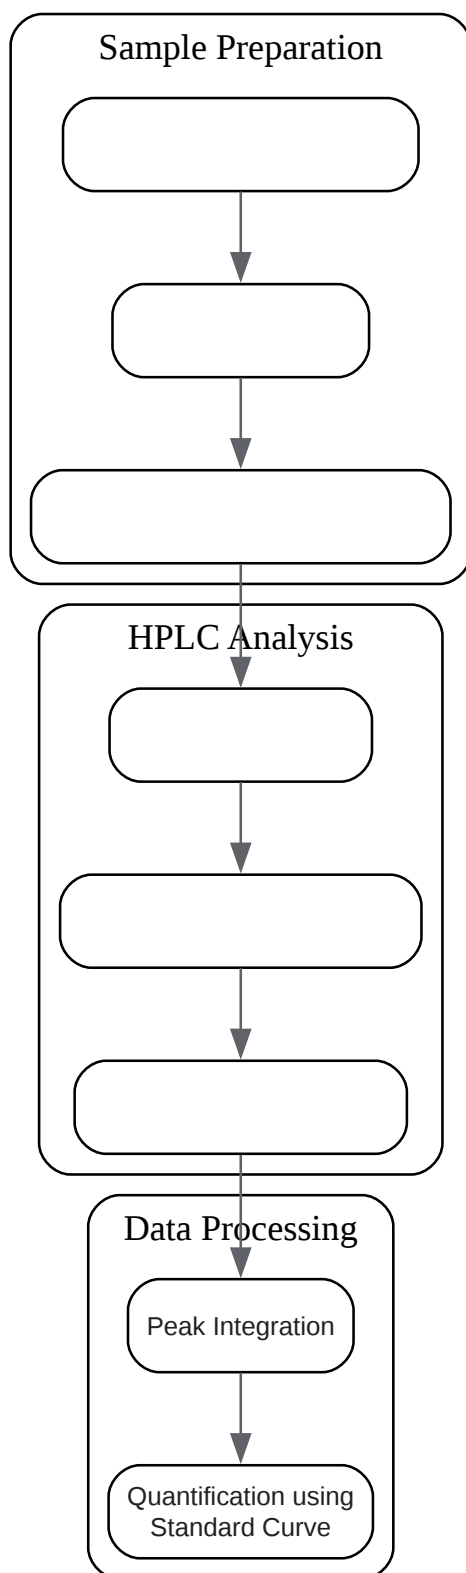 Sample Preparation
HPLC Analysis
Data Processing
Peak Integration
Quantification using
Standard Curve